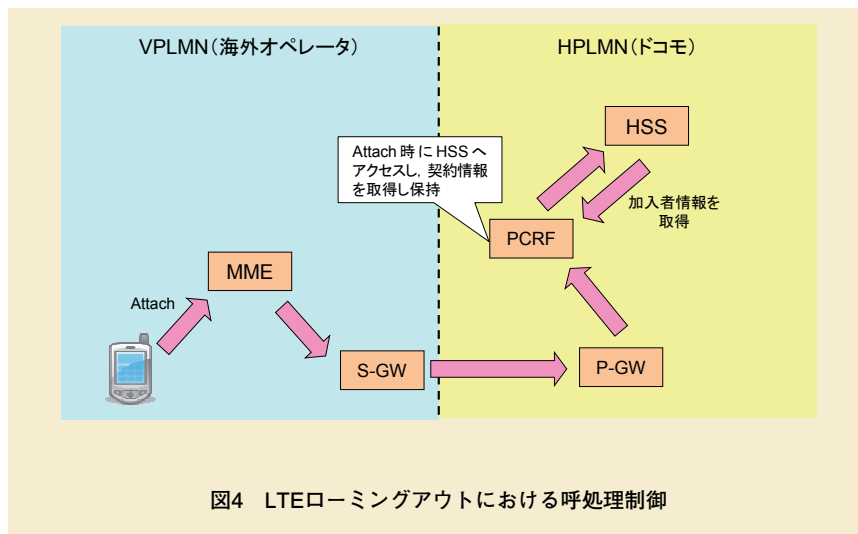 VPLMN（海外オペレータ）
HPLMN（ドコモ）
HSS
Attach 時に HSS へ
アクセスし，契約情報
を取得し保持
加入者情報を
取得
PCRF
MME
Attach
S-GW
P-GW
図4　LTEローミングアウトにおける呼処理制御